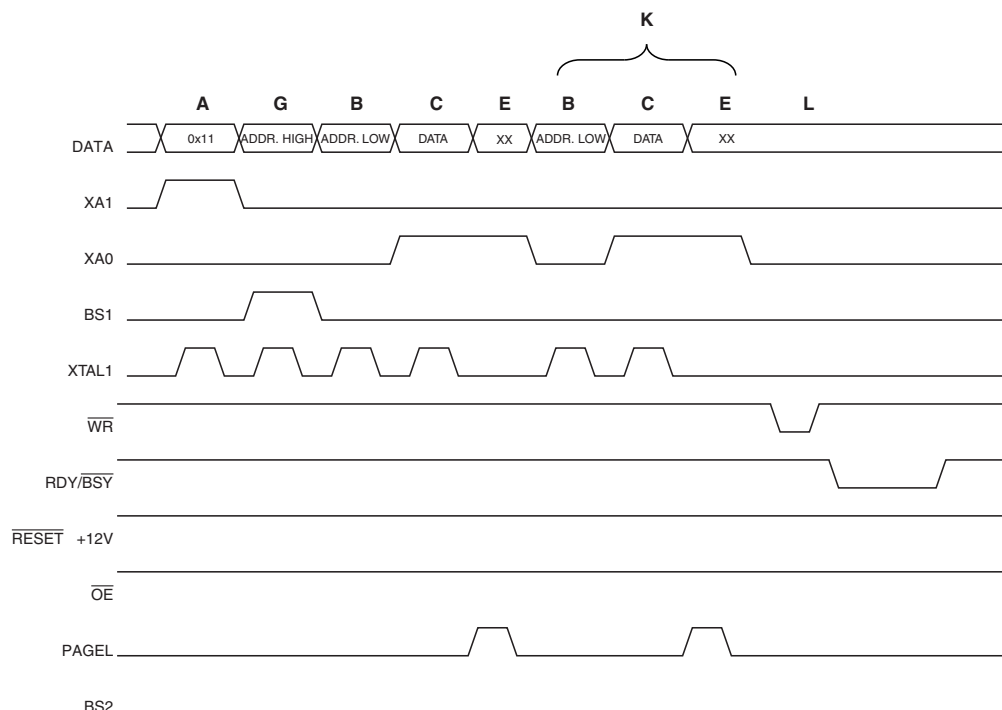 K
A G B C E B C E L
DATA 0x11 ADDR. HIGH ADDR. LOW DATA XX ADDR. LOW DATA XX
XA1
XA0
BS1
XTAL1
WR
RDY/BSY
RESET +12V
OE
PAGEL
BS2